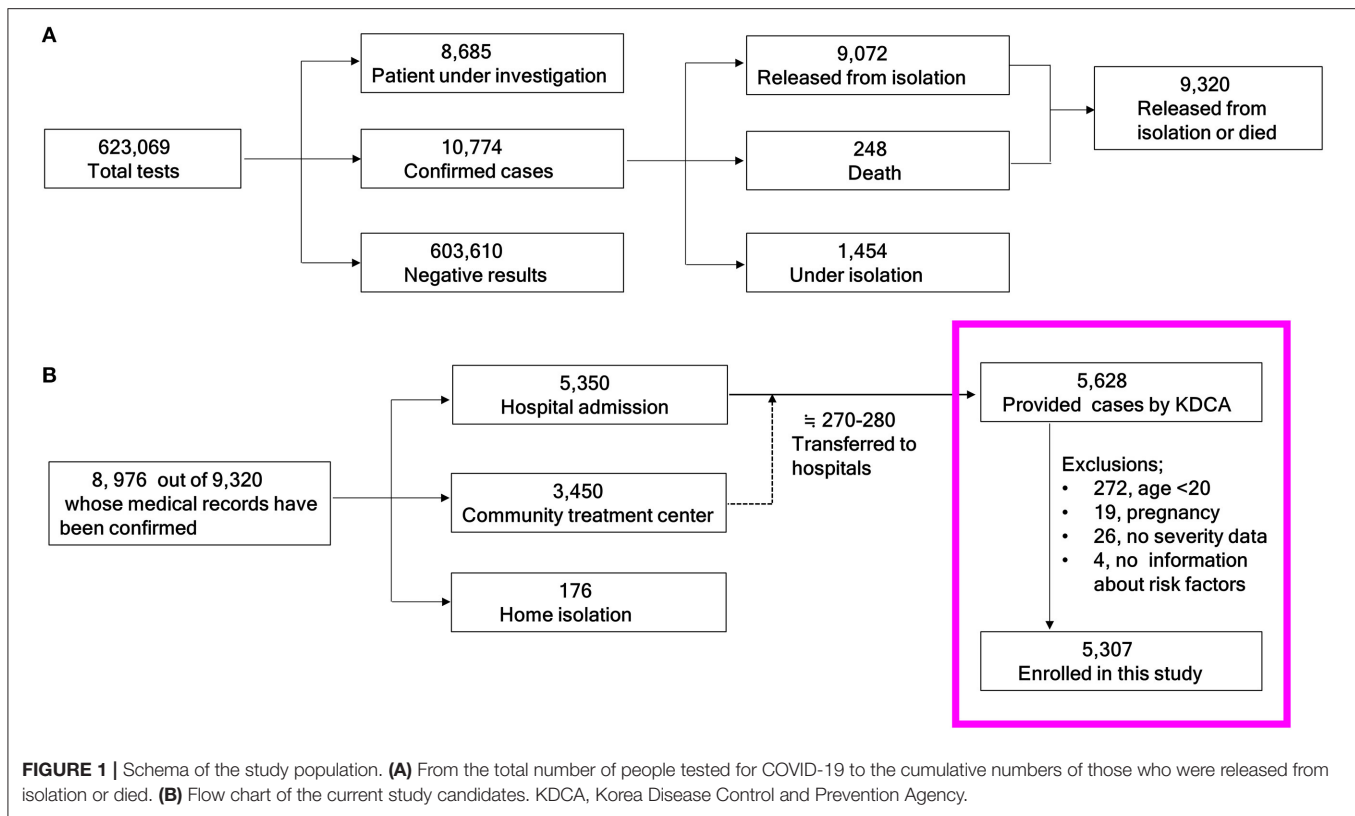 A
8,685
Patient under investigation
623,069
Total tests
10,774
Confirmed cases
603,610
Negative results
9,072
Released from isolation
248
Death
1,454
Under isolation
9,320
Released from
isolation or died
B
8, 976 out of 9,320
whose medical records have
been confirmed
5,350
Hospital admission
3,450
Community treatment center
176
Home isolation
≒ 270-280
Transferred to
hospitals
5,628
Provided cases by KDCA
Exclusions;
• 272, age <20
• 19, pregnancy
• 26, no severity data
• 4, no information
about risk factors
5,307
Enrolled in this study
FIGURE 1 | Schema of the study population. (A) From the total number of people tested for COVID-19 to the cumulative numbers of those who were released from
isolation or died. (B) Flow chart of the current study candidates. KDCA, Korea Disease Control and Prevention Agency.